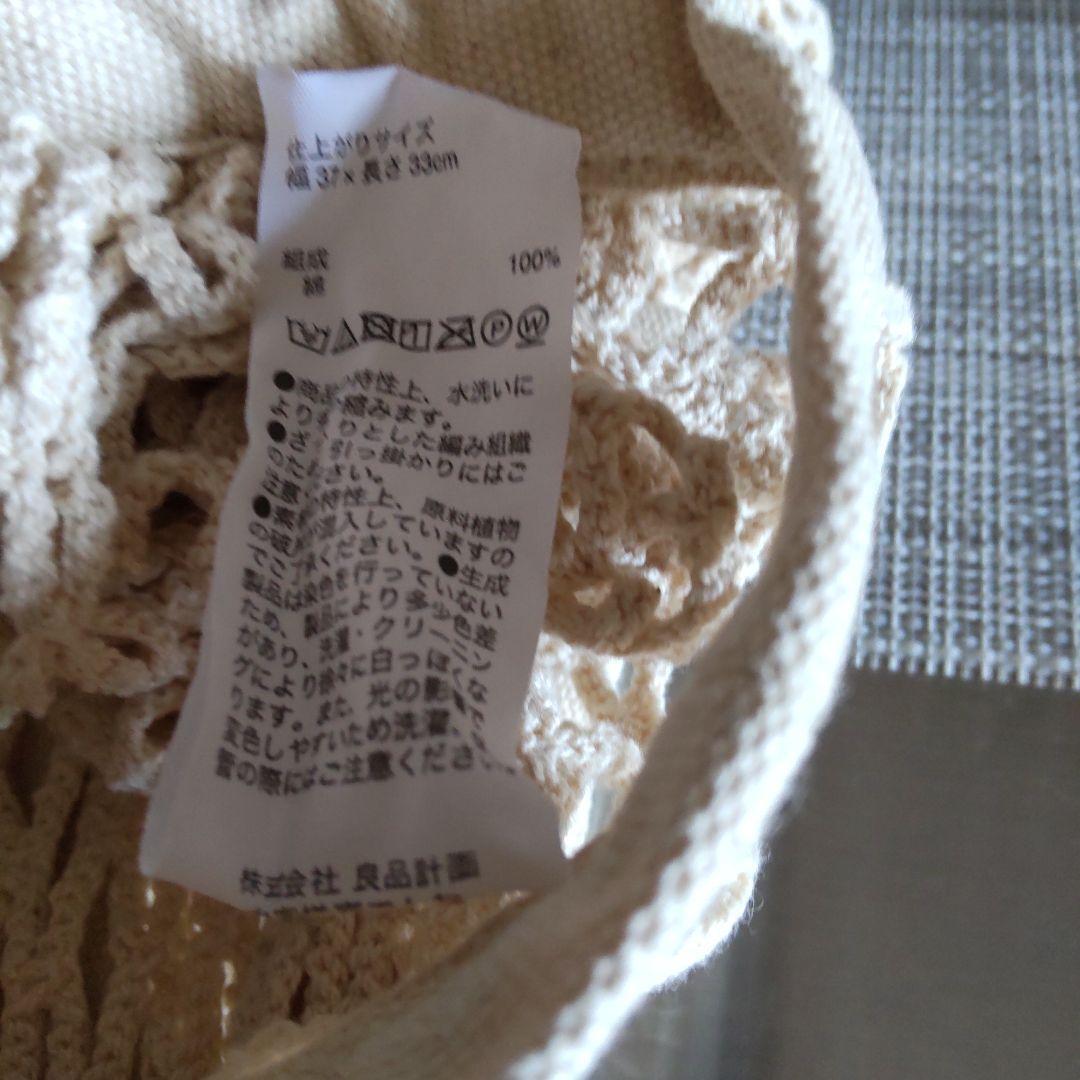 仕上がりサイズ
幅 37× 長さ 33cm
組成
綿 100%
P W
●商品の特性上、水洗いに
より縮みます。
●ざっくりとした編み組織
のため、引っ掛かりにはご
注意ください。
●素材の特性上、原料植物
の破片が混入していますの
でご了承ください。●生成
製品は染色を行っていない
ため、製品により多少色差
があり、洗濯・クリーニン
グにより徐々に白っぽくな
ります。また、光の影響で
変色しやすいため洗濯、
管の際にはご注意ください
株式会社 良品計画